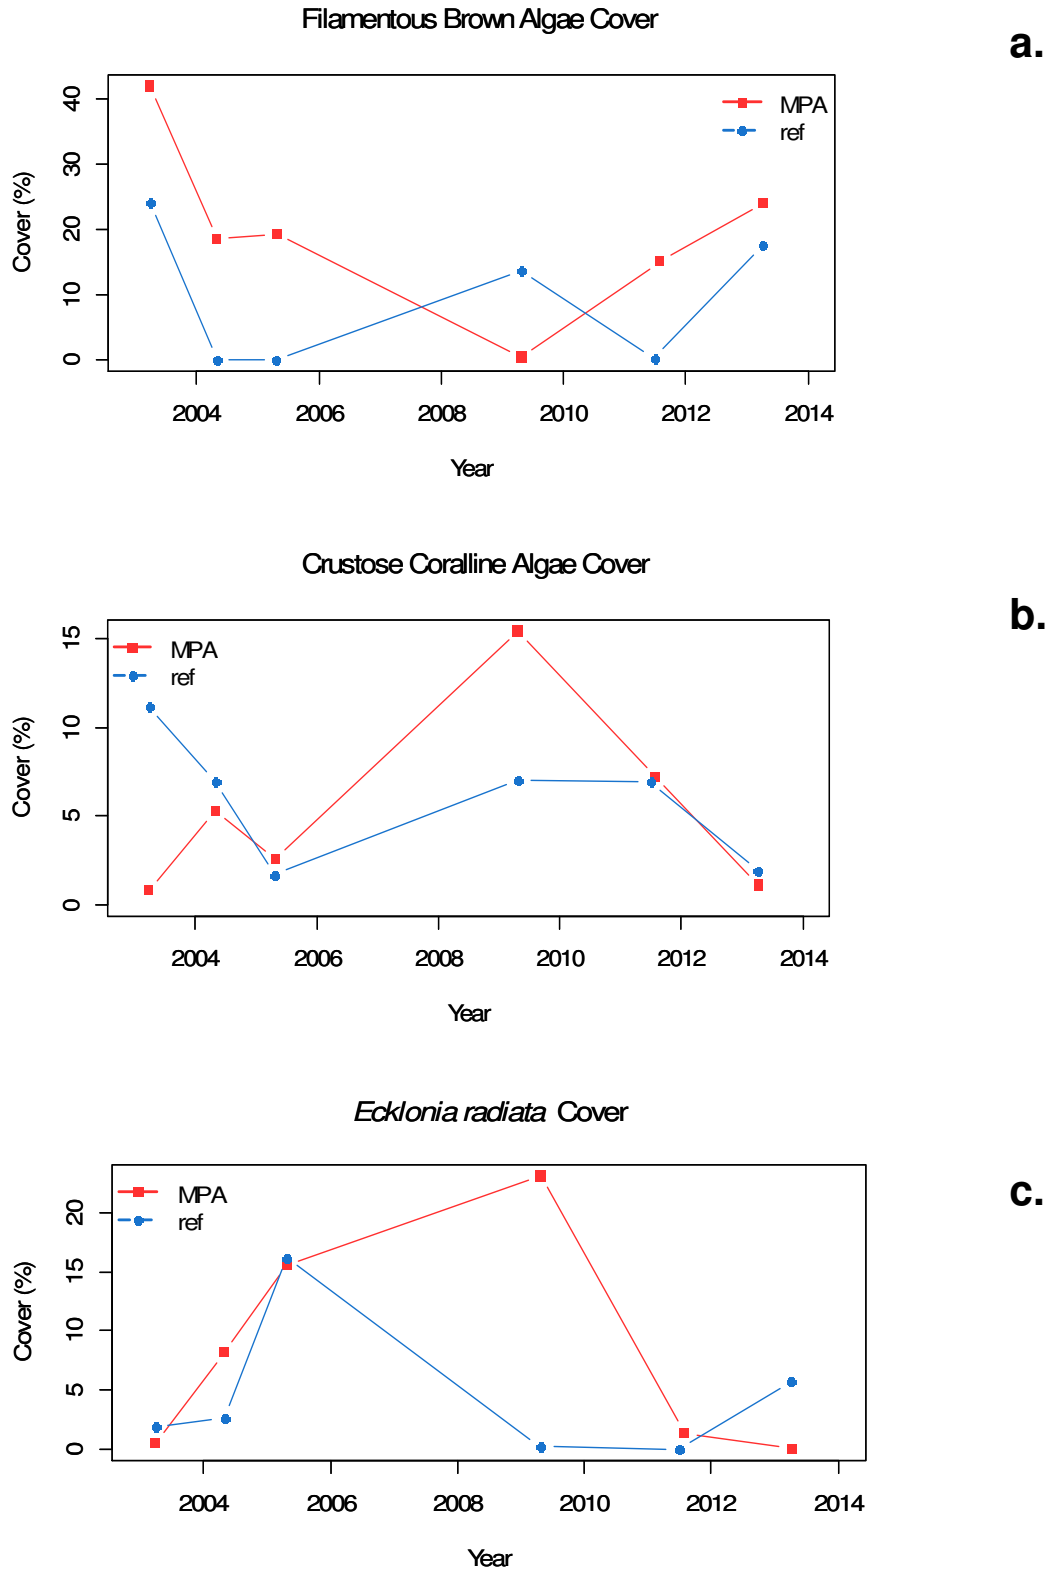 Filamentous Brown Algae Cover
a.
MPA
ref
40
30
20
10
0
Cover (%)
2004 2006 2008 2010 2012 2014
Year
Crustose Coralline Algae Cover
b.
MPA
ref
15
10
5
0
Cover (%)
2004 2006 2008 2010 2012 2014
Year
Ecklonia radiata Cover
c.
MPA
ref
20
15
10
5
0
Cover (%)
2004 2006 2008 2010 2012 2014
Year